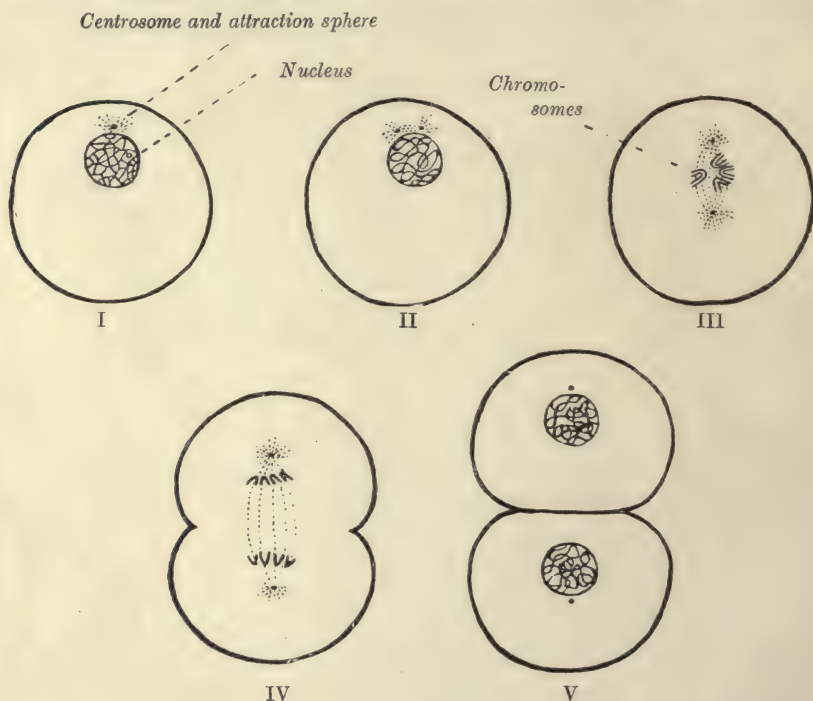 Centrosome and attraction sphere
Nucleus
Chromo-
somes
I
II
III
IV
V